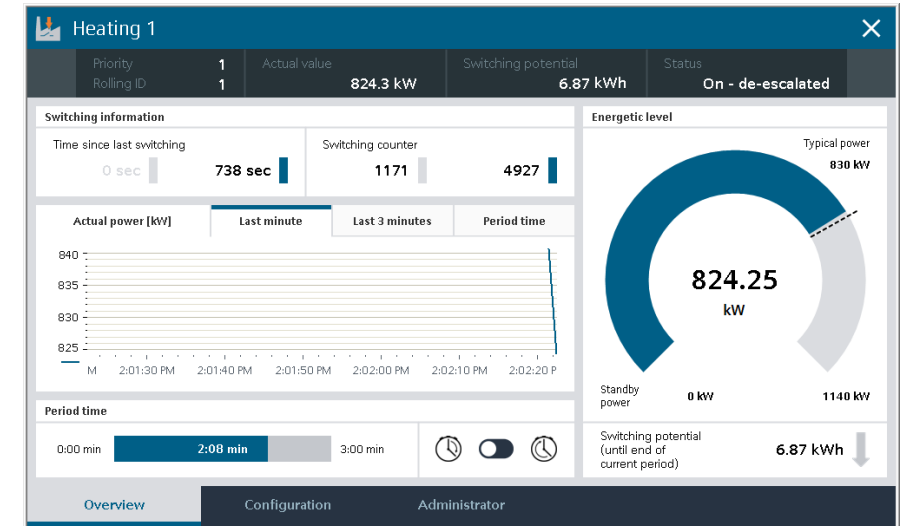 Heating 1
Priority 1 Actual value Switching potential Status
Rolling ID 1 824.3 kW 6.87 kWh On - de-escalated
Switching information
Time since last switching Switching counter
0 sec 738 sec 1171 4927
Actual power [kW] Last minute Last 3 minutes Period time
840
835
830
825
M 2:01:30 PM 2:01:40 PM 2:01:50 PM 2:02:00 PM 2:02:10 PM 2:02:20 P
Period time
0:00 min 2:08 min 3:00 min
Energetic level
Typical power
830 kW
824.25
kW
Standby
power 0 kW 1140 kW
Switching potential
(until end of 6.87 kWh
current period)
Overview Configuration Administrator